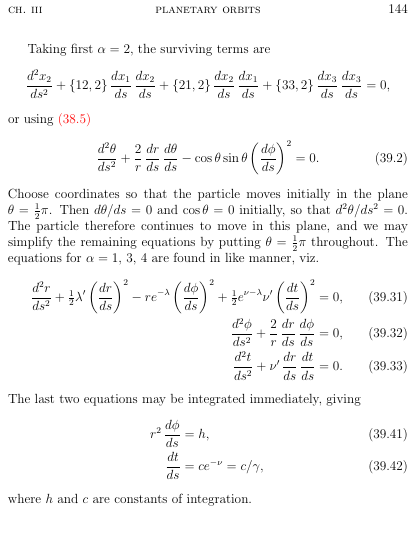 CH. III PLANETARY ORBITS 144
Taking first α = 2, the surviving terms are
d²x₂/ds² + {12, 2} dx₁/ds dx₂/ds + {21, 2} dx₂/ds dx₁/ds + {33, 2} dx₃/ds dx₃/ds = 0,
or using (38.5)
d²θ/ds² + 2/r dr/ds dθ/ds − cos θ sin θ (dϕ/ds)² = 0. (39.2)
Choose coordinates so that the particle moves initially in the plane
θ = ½π. Then dθ/ds = 0 and cos θ = 0 initially, so that d²θ/ds² = 0.
The particle therefore continues to move in this plane, and we may
simplify the remaining equations by putting θ = ½π throughout. The
equations for α = 1, 3, 4 are found in like manner, viz.
d²r/ds² + ½λ′ (dr/ds)² − re^{−λ} (dϕ/ds)² + ½e^{ν−λ}ν′ (dt/ds)² = 0, (39.31)
d²ϕ/ds² + 2/r dr/ds dϕ/ds = 0, (39.32)
d²t/ds² + ν′ dr/ds dt/ds = 0. (39.33)
The last two equations may be integrated immediately, giving
r² dϕ/ds = h, (39.41)
dt/ds = ce^{−ν} = c/γ, (39.42)
where h and c are constants of integration.